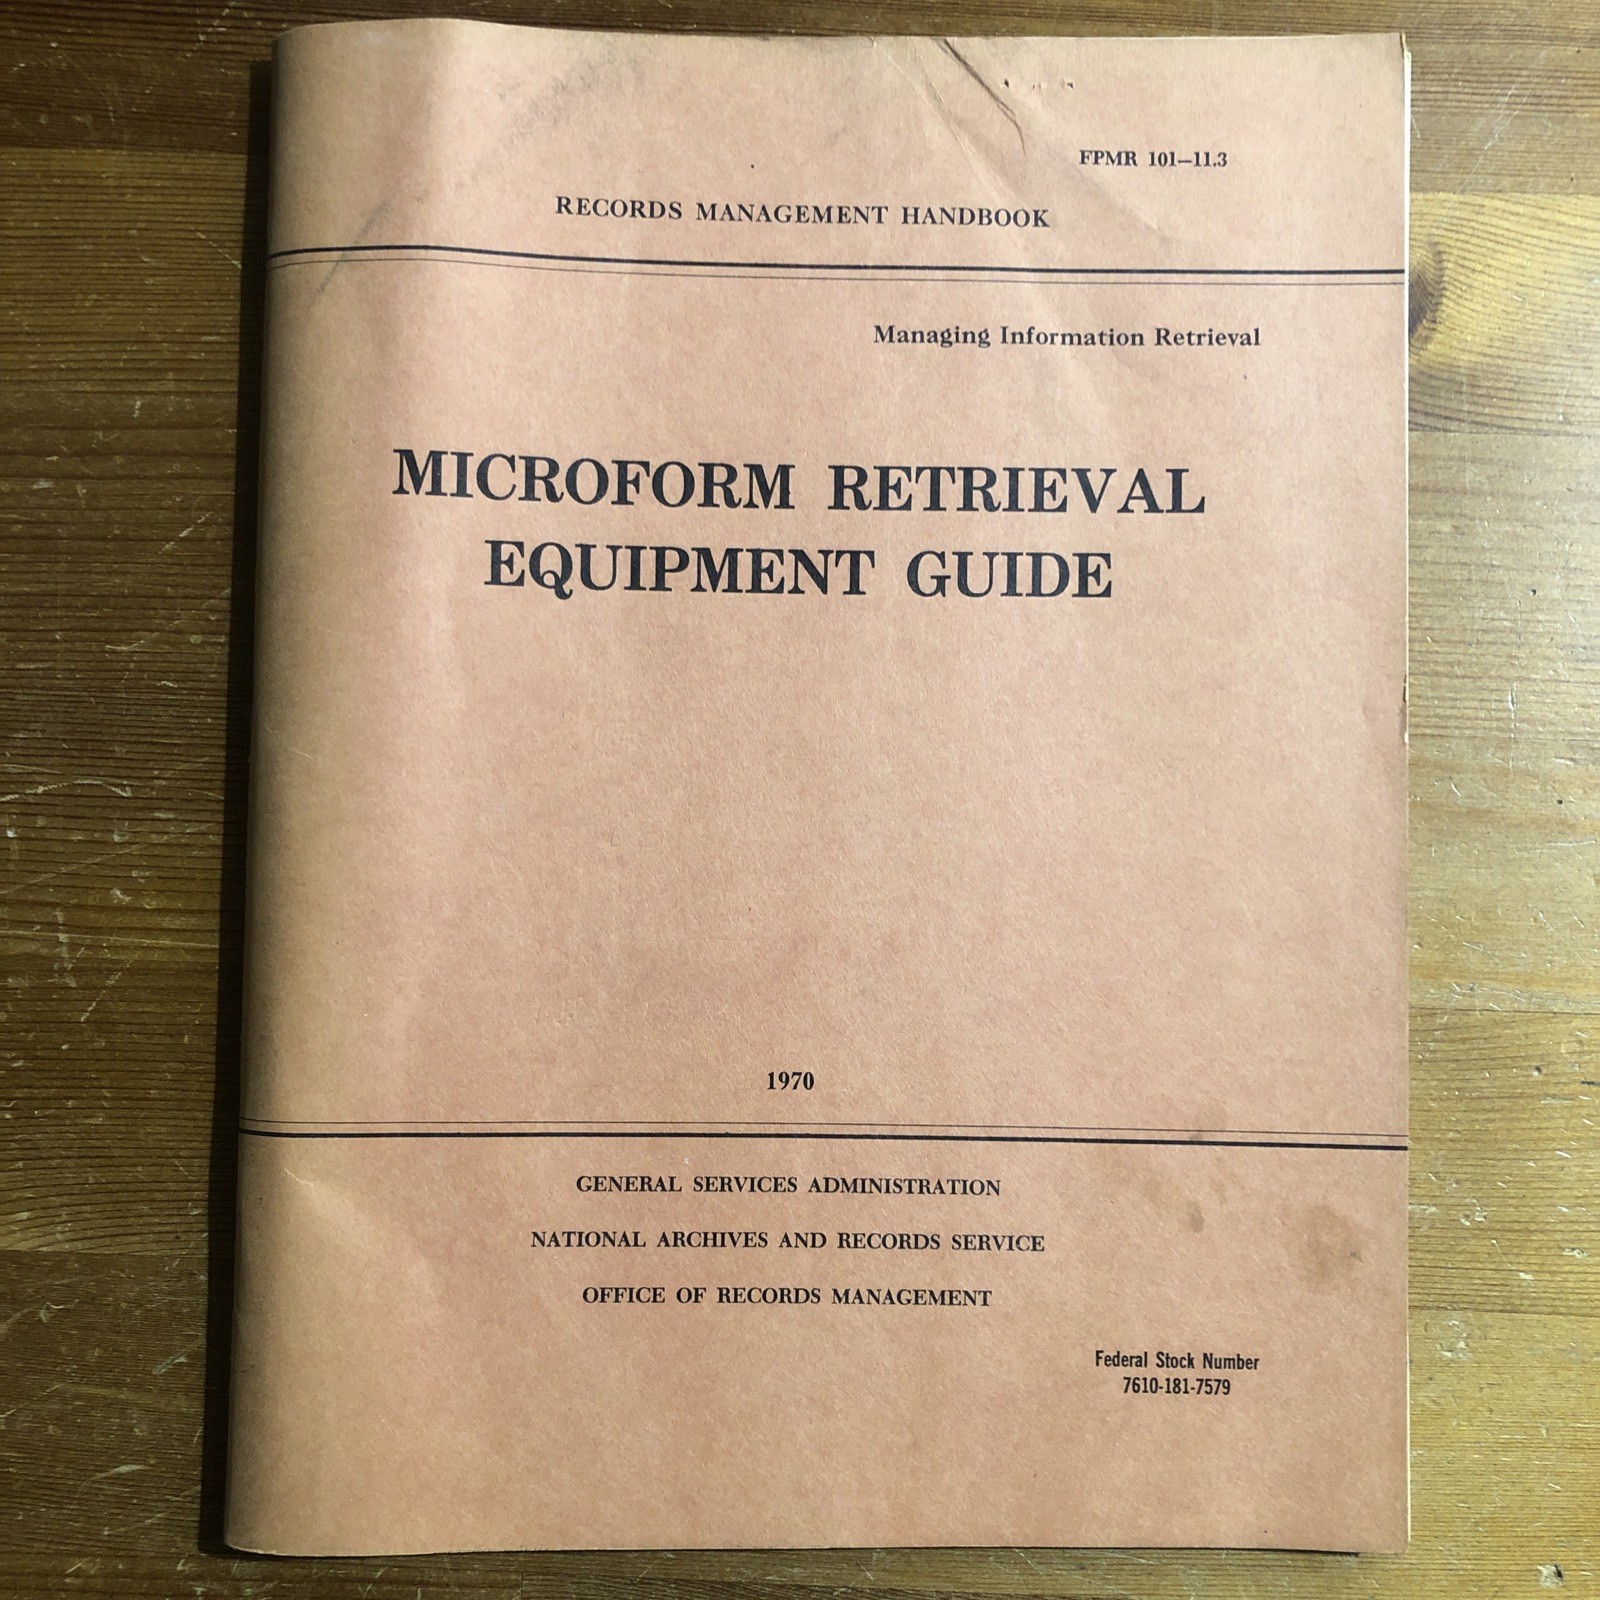 FPMR 101—11.3
RECORDS MANAGEMENT HANDBOOK
Managing Information Retrieval
MICROFORM RETRIEVAL
EQUIPMENT GUIDE
1970
GENERAL SERVICES ADMINISTRATION
NATIONAL ARCHIVES AND RECORDS SERVICE
OFFICE OF RECORDS MANAGEMENT
Federal Stock Number
7610-181-7579